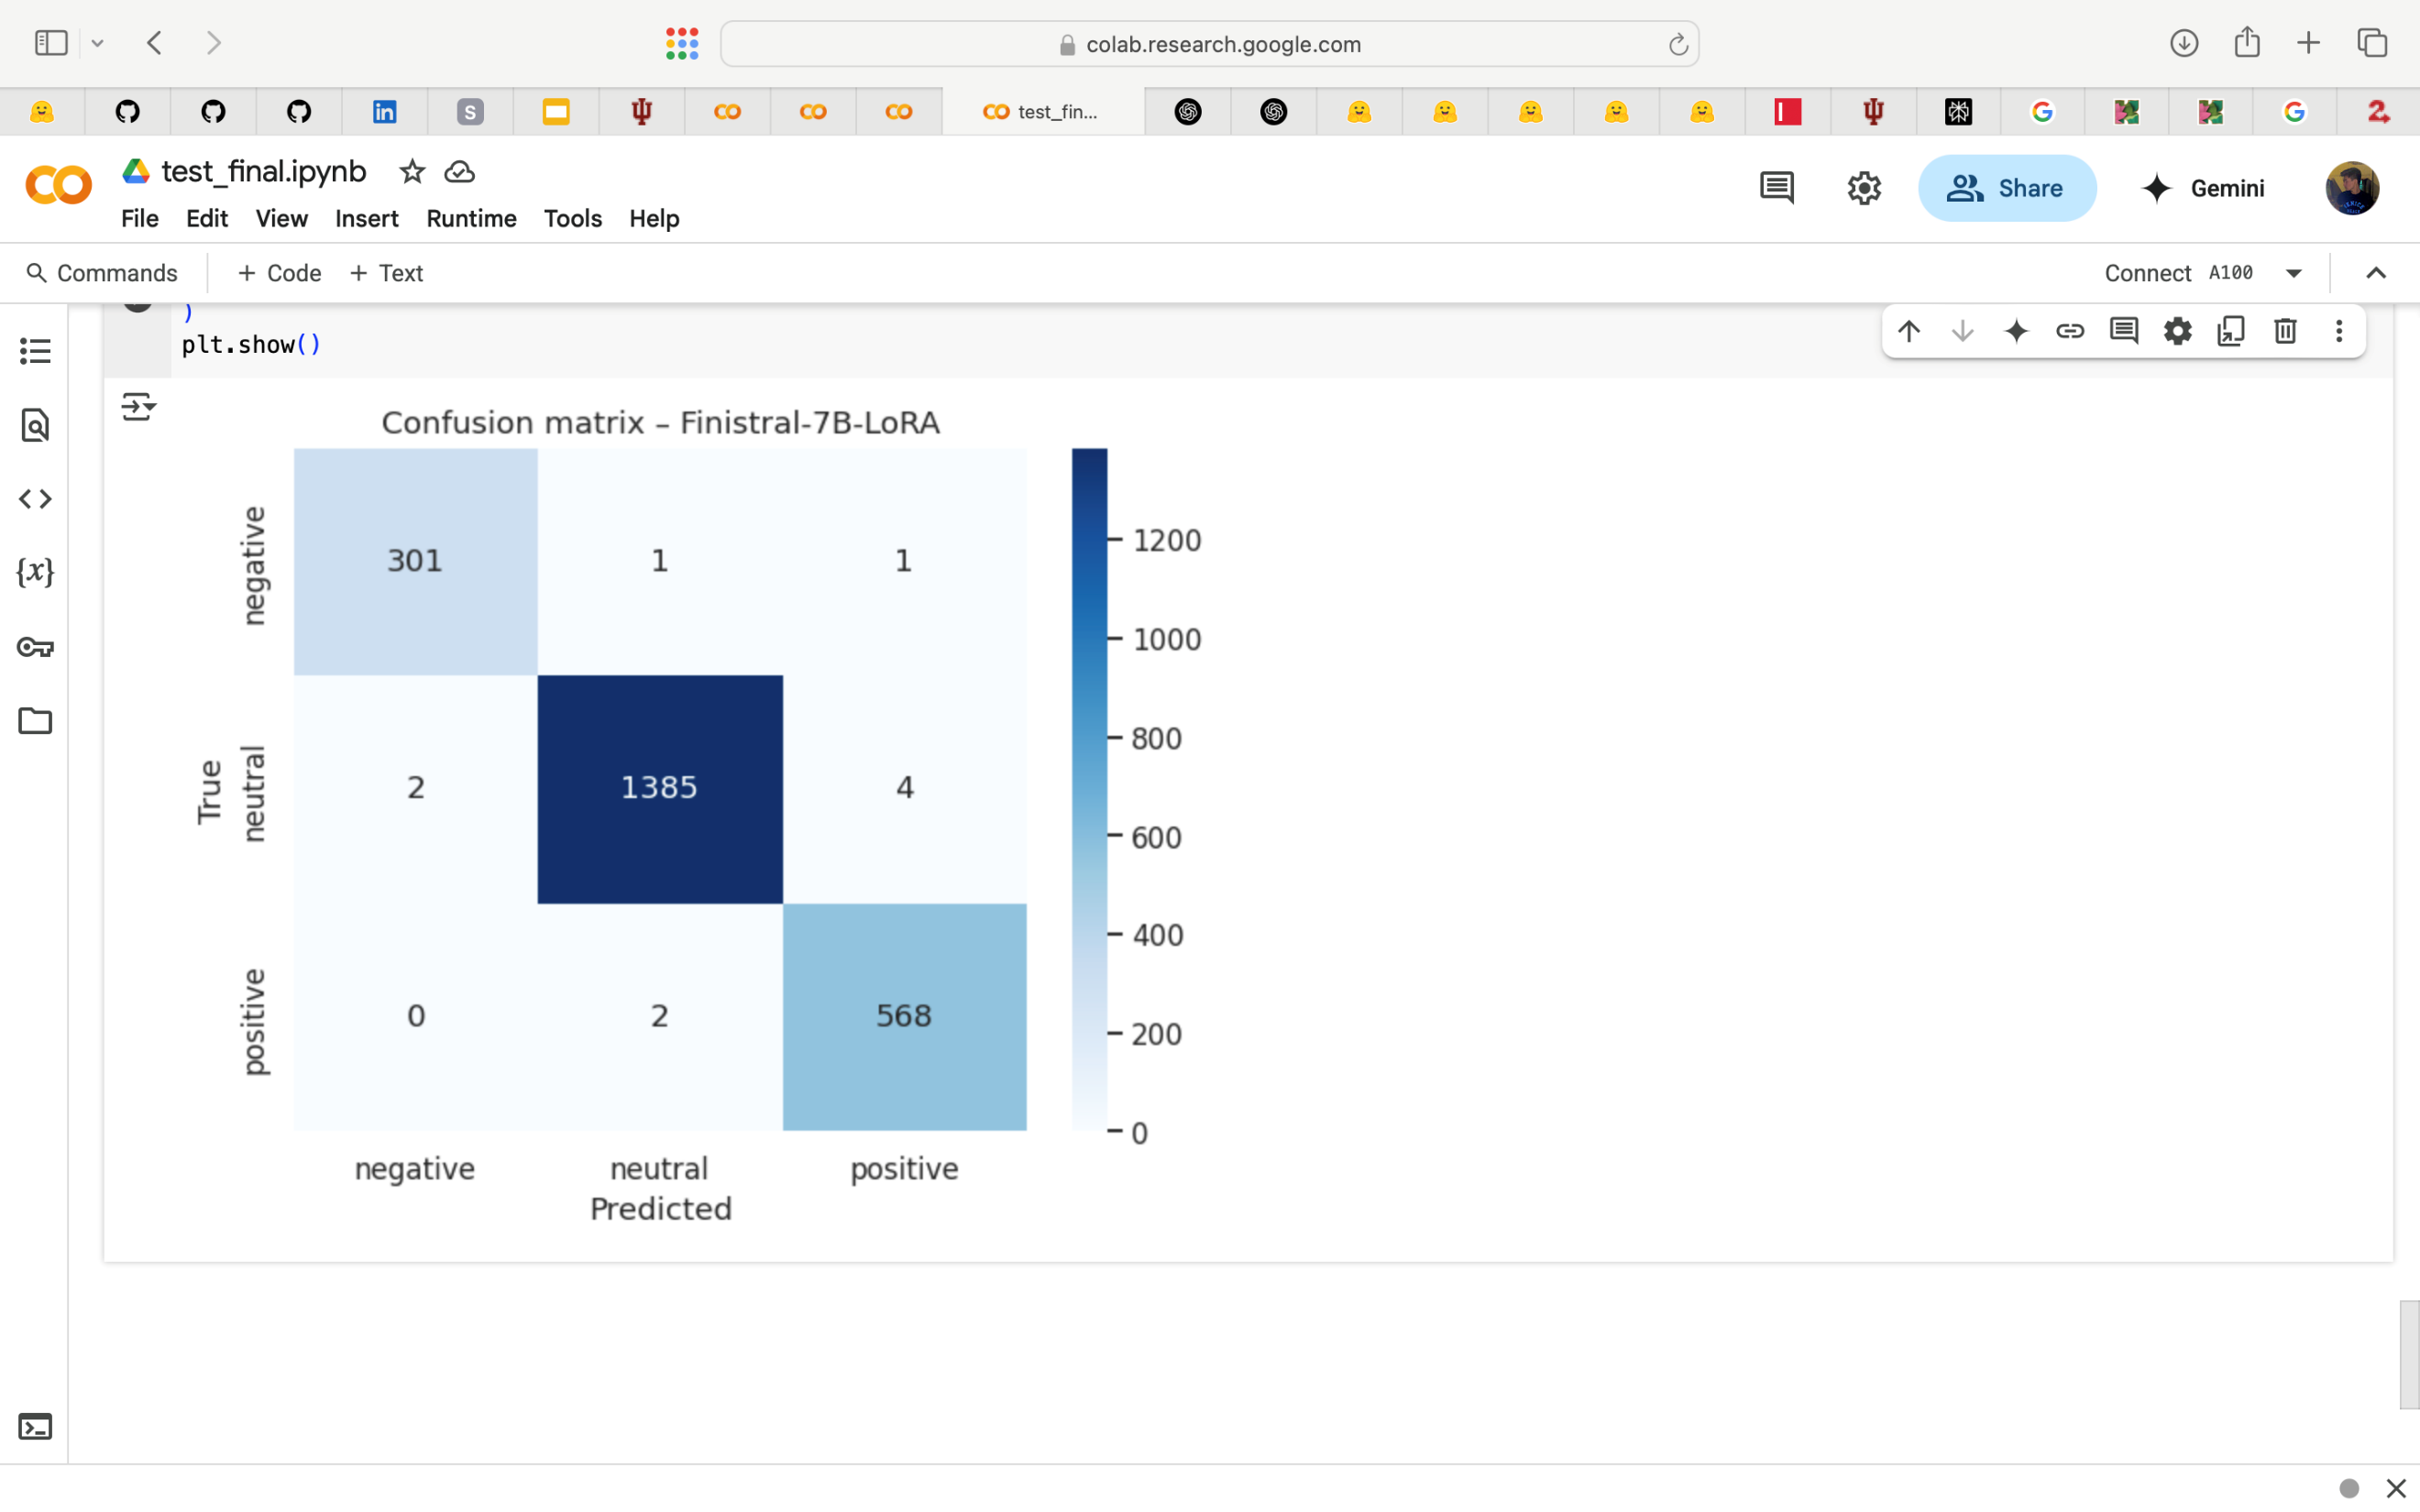 colab.research.google.com
S
test_fin...
test_final.ipynb
File Edit View Insert Runtime Tools Help
Share
Gemini
Commands
+ Code + Text
Connect A100
)
plt.show()
Confusion matrix – Finistral-7B-LoRA
negative 301 1 1
True
neutral 2 1385 4
positive 0 2 568
negative neutral positive
Predicted
1200
1000
800
600
400
200
0